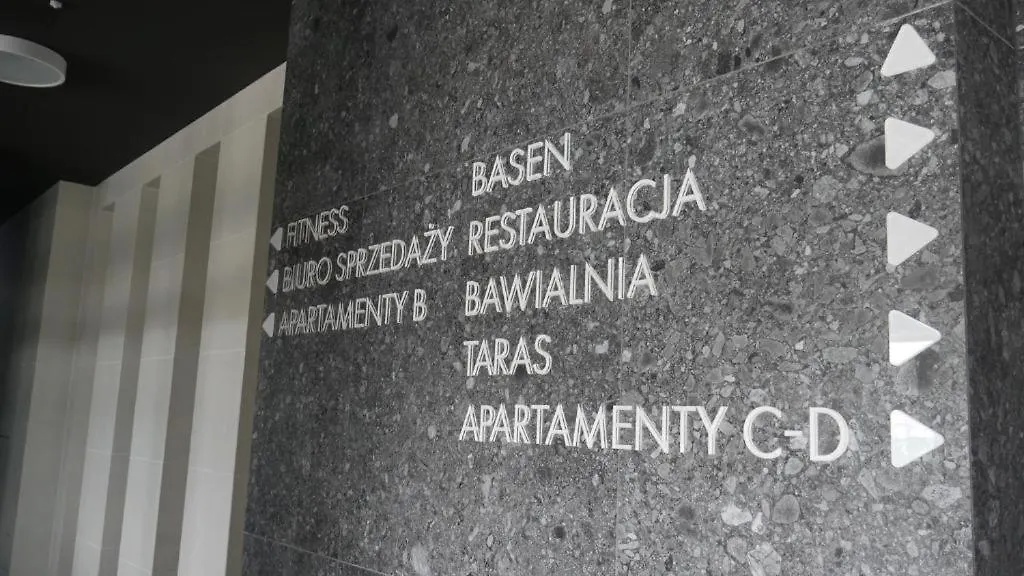 FITNESS
BIURO SPRZEDAŻY
APARTAMENTY B
BASEN
RESTAURACJA
BAWIALNIA
TARAS
APARTAMENTY C-D